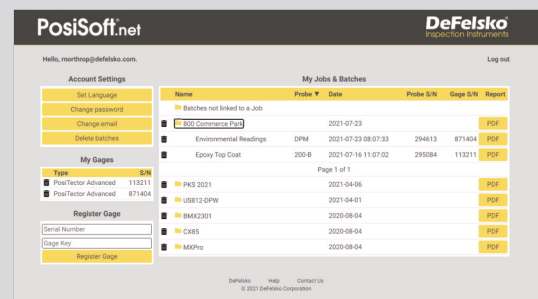 PosiSoft.net
DeFelsko
Inspection Instruments
Hello, rnorthrop@defelsko.com.
Log out
Account Settings
Set Language
Change password
Change email
Delete batches
My Gages
Type S/N
PosiTector Advanced 113211
PosiTector Advanced 871404
Register Gage
Serial Number
Gage Key
Register Gage
My Jobs & Batches
Name Probe ▼ Date Probe S/N Gage S/N Report
Batches not linked to a Job
800 Commerce Park 2021-07-23 PDF
Environmental Readings DPM 2021-07-23 08:07:33 294613 871404 PDF
Epoxy Top Coat 200-B 2021-07-16 11:07:02 295084 113211 PDF
Page 1 of 1
PKS 2021 2021-04-06 PDF
US812-DPW 2021-04-01 PDF
BMX2301 2020-08-04 PDF
CX85 2020-08-04 PDF
MXPro 2020-08-04 PDF
DeFelsko Help Contact Us
© 2021 DeFelsko Corporation